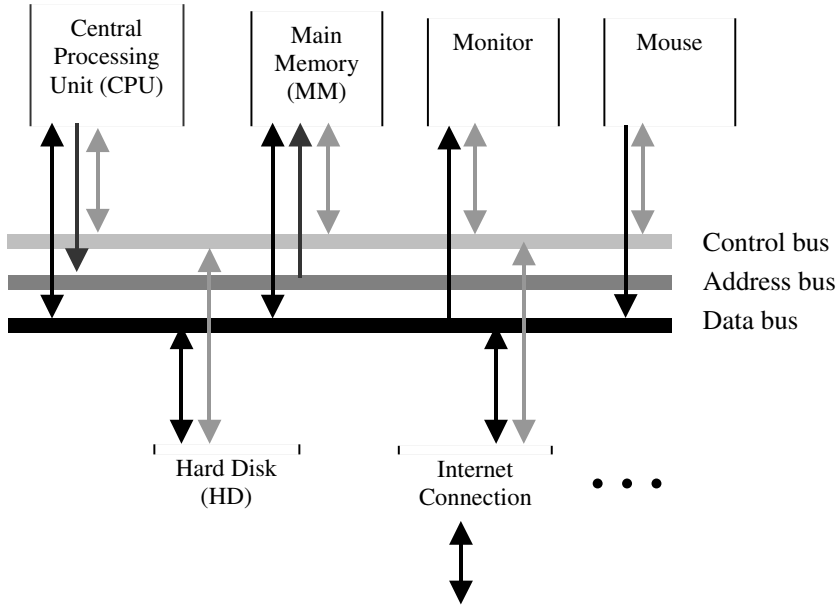 Central
Processing
Unit (CPU)
Main
Memory
(MM)
Monitor
Mouse
Control bus
Address bus
Data bus
Hard Disk
(HD)
Internet
Connection
• • •